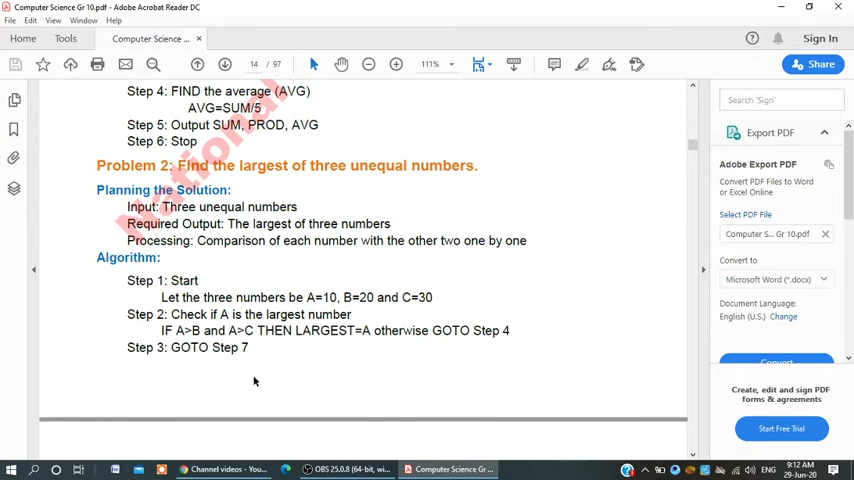 Computer Science Gr 10.pdf - Adobe Acrobat Reader DC
File Edit View Window Help
Home Tools Computer Science ... × Sign In
14 / 97 111% Share
Step 4: FIND the average (AVG)
AVG=SUM/5
Step 5: Output SUM, PROD, AVG
Step 6: Stop
Problem 2: Find the largest of three unequal numbers.
Planning the Solution:
Input: Three unequal numbers
Required Output: The largest of three numbers
Processing: Comparison of each number with the other two one by one
Algorithm:
Step 1: Start
Let the three numbers be A=10, B=20 and C=30
Step 2: Check if A is the largest number
IF A>B and A>C THEN LARGEST=A otherwise GOTO Step 4
Step 3: GOTO Step 7
National
Search 'Sign'
Export PDF
Adobe Export PDF
Convert PDF Files to Word
or Excel Online
Select PDF File
Computer S... Gr 10.pdf
Convert to
Microsoft Word (*.docx)
Document Language:
English (U.S.) Change
Convert
Create, edit and sign PDF
forms & agreements
Start Free Trial
Channel videos - You...
OBS 25.0.8 (64-bit, wi...
Computer Science Gr...
ENG
9:12 AM
29-Jun-20